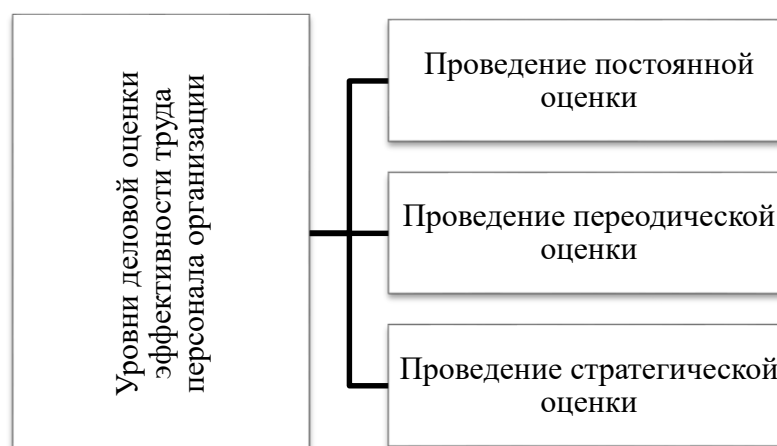 Уровни деловой оценки
эффективности труда
персонала организации
Проведение постоянной
оценки
Проведение переодической
оценки
Проведение стратегической
оценки